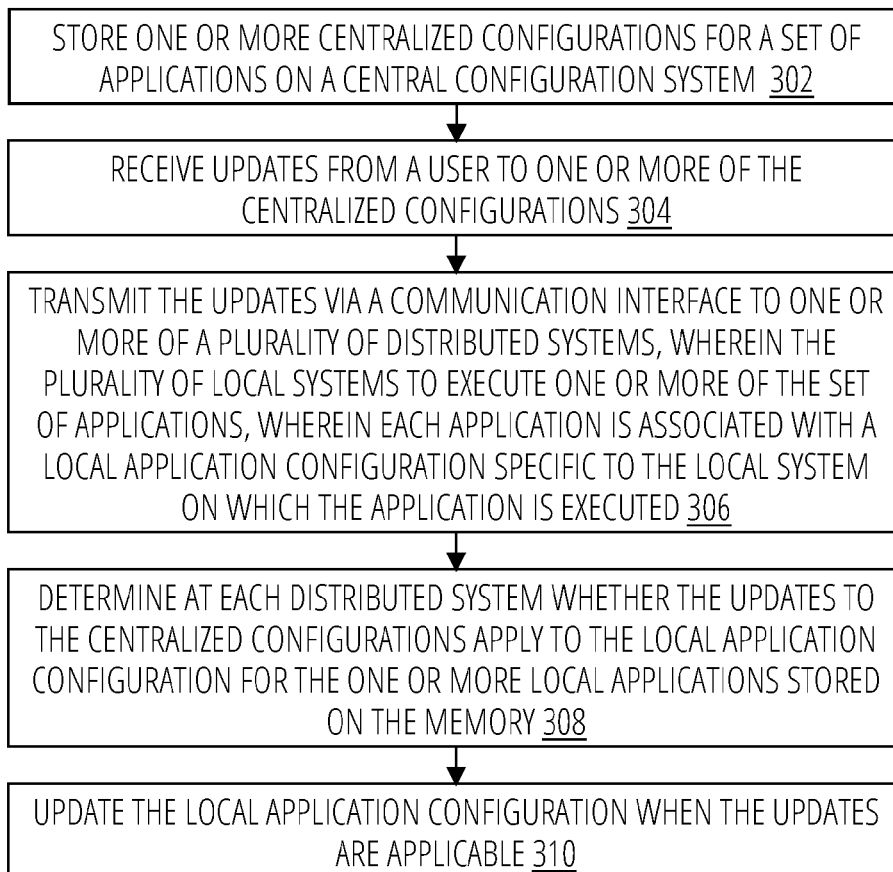 STORE ONE OR MORE CENTRALIZED CONFIGURATIONS FOR A SET OF
APPLICATIONS ON A CENTRAL CONFIGURATION SYSTEM 302
RECEIVE UPDATES FROM A USER TO ONE OR MORE OF THE
CENTRALIZED CONFIGURATIONS 304
TRANSMIT THE UPDATES VIA A COMMUNICATION INTERFACE TO ONE OR
MORE OF A PLURALITY OF DISTRIBUTED SYSTEMS, WHEREIN THE
PLURALITY OF LOCAL SYSTEMS TO EXECUTE ONE OR MORE OF THE SET
OF APPLICATIONS, WHEREIN EACH APPLICATION IS ASSOCIATED WITH A
LOCAL APPLICATION CONFIGURATION SPECIFIC TO THE LOCAL SYSTEM
ON WHICH THE APPLICATION IS EXECUTED 306
DETERMINE AT EACH DISTRIBUTED SYSTEM WHETHER THE UPDATES TO
THE CENTRALIZED CONFIGURATIONS APPLY TO THE LOCAL APPLICATION
CONFIGURATION FOR THE ONE OR MORE LOCAL APPLICATIONS STORED
ON THE MEMORY 308
UPDATE THE LOCAL APPLICATION CONFIGURATION WHEN THE UPDATES
ARE APPLICABLE 310